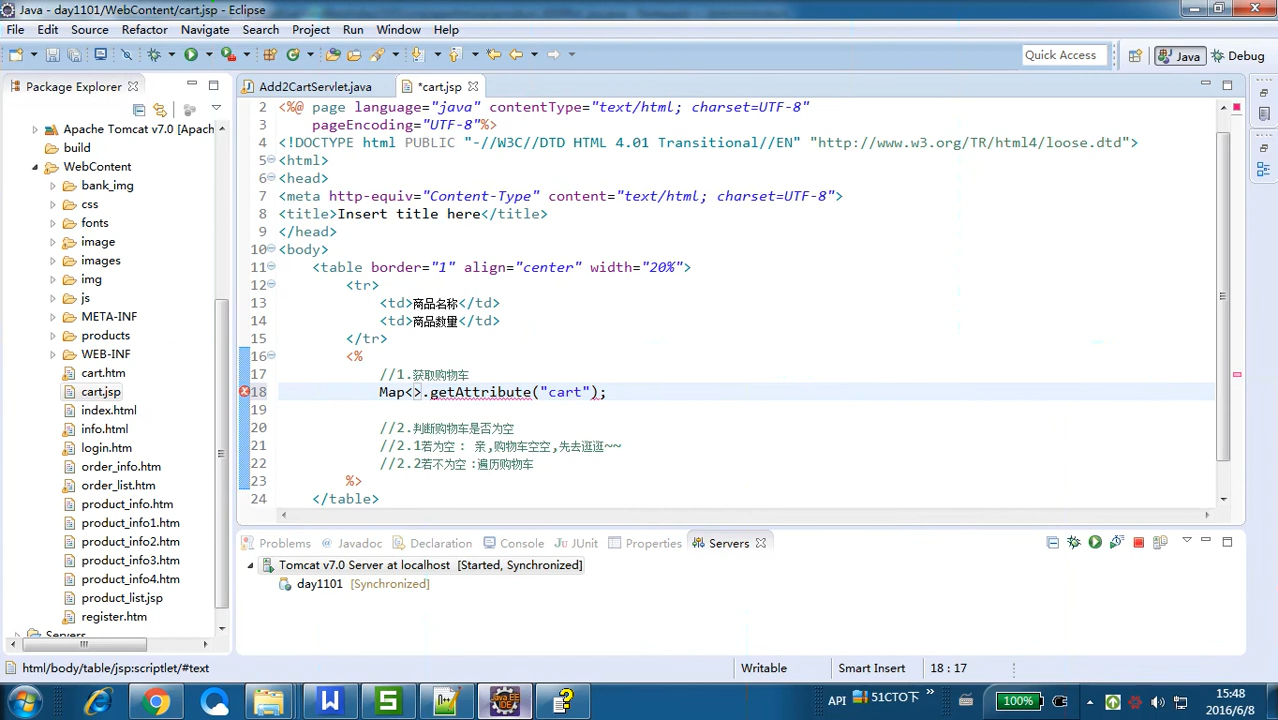 Java - day1101/WebContent/cart.jsp - Eclipse
File Edit Source Refactor Navigate Search Project Run Window Help
Quick Access
Java
Debug
Package Explorer
Add2CartServlet.java
*cart.jsp
Apache Tomcat v7.0 [Apach
build
WebContent
bank_img
css
fonts
image
images
img
js
META-INF
products
WEB-INF
cart.htm
cart.jsp
index.html
info.htm
login.htm
order_info.htm
order_list.htm
product_info.htm
product_info1.htm
product_info2.htm
product_info3.htm
product_info4.htm
product_list.jsp
register.htm
Servers
2 <%@ page language="java" contentType="text/html; charset=UTF-8"
3 pageEncoding="UTF-8"%>
4 <!DOCTYPE html PUBLIC "-//W3C//DTD HTML 4.01 Transitional//EN" "http://www.w3.org/TR/html4/loose.dtd">
5 <html>
6 <head>
7 <meta http-equiv="Content-Type" content="text/html; charset=UTF-8">
8 <title>Insert title here</title>
9 </head>
10 <body>
11 <table border="1" align="center" width="20%">
12 <tr>
13 <td>商品名称</td>
14 <td>商品数量</td>
15 </tr>
16 <%
17 //1.获取购物车
18 Map<>.getAttribute("cart");
19
20 //2.判断购物车是否为空
21 //2.1若为空： 亲,购物车空空,先去逛逛~~
22 //2.2若不为空:遍历购物车
23 %>
24 </table>
Problems Javadoc Declaration Console JUnit Properties Servers
Tomcat v7.0 Server at localhost [Started, Synchronized]
day1101 [Synchronized]
html/body/table/jsp:scriptlet/#text
Writable
Smart Insert
18 : 17
API
51CTO下
100%
15:48
2016/6/8